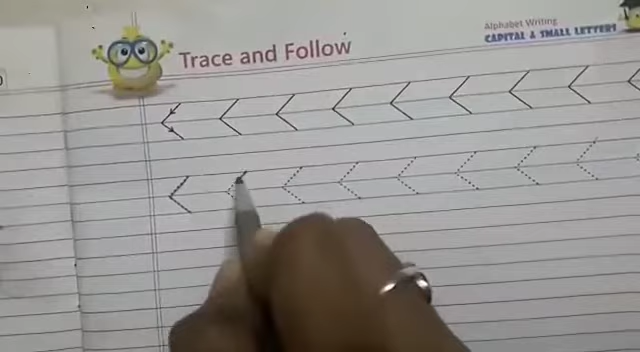 Alphabet Writing
CAPITAL & SMALL LETTERS
Trace and Follow